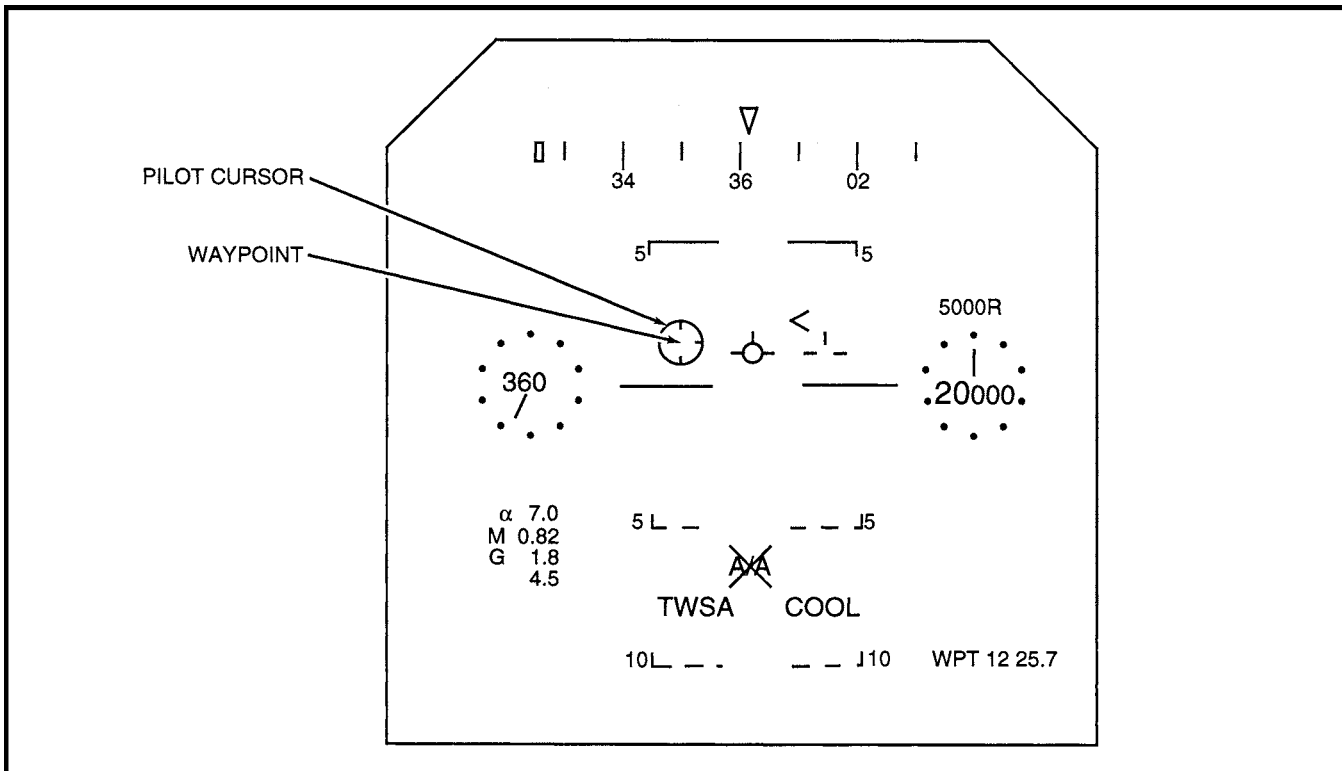 PILOT CURSOR
WAYPOINT
34 36 02
5 5
5000R
360
20000
α 7.0
M 0.82
G 1.8
4.5
5 5
A/A
TWSA COOL
10 10
WPT 12 25.7